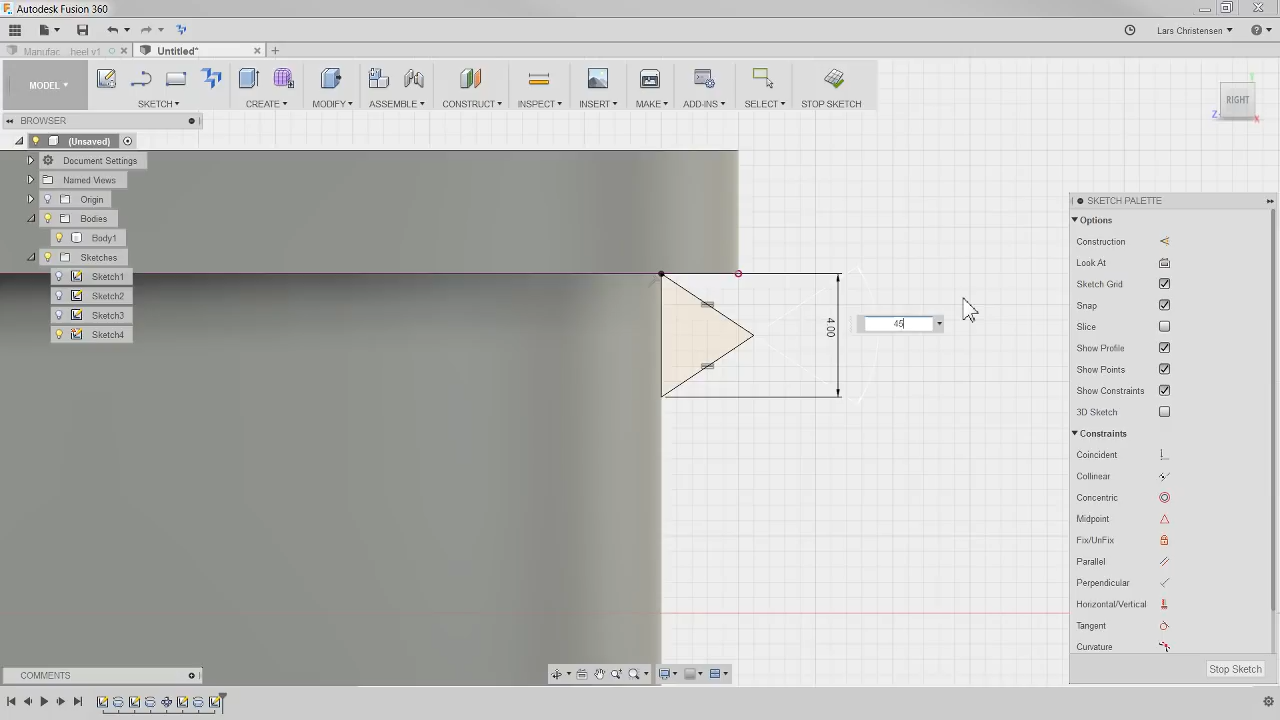 Autodesk Fusion 360
Lars Christensen
Manufac... heel v1
Untitled*
MODEL
SKETCH
CREATE
MODIFY
ASSEMBLE
CONSTRUCT
INSPECT
INSERT
MAKE
ADD-INS
SELECT
STOP SKETCH
RIGHT
Z
X
BROWSER
(Unsaved)
Document Settings
Named Views
Origin
Bodies
Body1
Sketches
Sketch1
Sketch2
Sketch3
Sketch4
4.00
45
SKETCH PALETTE
Options
Construction
Look At
Sketch Grid
Snap
Slice
Show Profile
Show Points
Show Constraints
3D Sketch
Constraints
Coincident
Collinear
Concentric
Midpoint
Fix/UnFix
Parallel
Perpendicular
Horizontal/Vertical
Tangent
Curvature
Stop Sketch
COMMENTS